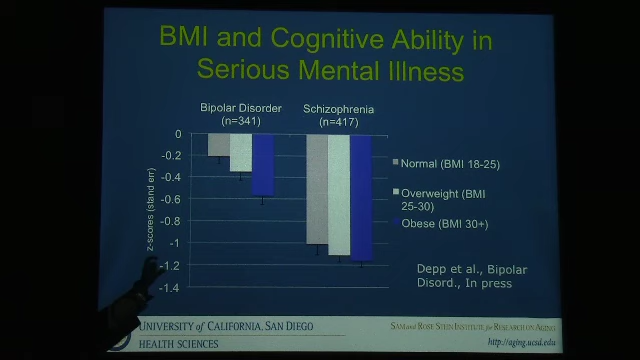 BMI and Cognitive Ability in
Serious Mental Illness
Bipolar Disorder
(n=341)
Schizophrenia
(n=417)
0
-0.2
-0.4
-0.6
-0.8
-1
-1.2
-1.4
z-scores (stand err)
Normal (BMI 18-25)
Overweight (BMI
25-30)
Obese (BMI 30+)
Depp et al., Bipolar
Disord., In press
UNIVERSITY OF CALIFORNIA, SAN DIEGO
HEALTH SCIENCES
SAM AND ROSE STEIN INSTITUTE for RESEARCH ON AGING
http://aging.ucsd.edu